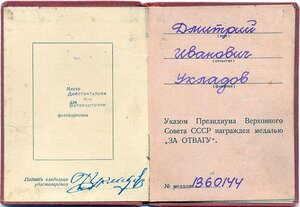 Место
Действительно
для без
фотокарточки
фотокарточки
Подпись владельца
удостоверения
Дмитрий
(имя)
Иванович
(отчество)
Укладов
(фамилия)
Указом Президиума Верховного
Совета СССР награжден медалью
„ЗА ОТВАГУ“.
№ медали 1360144